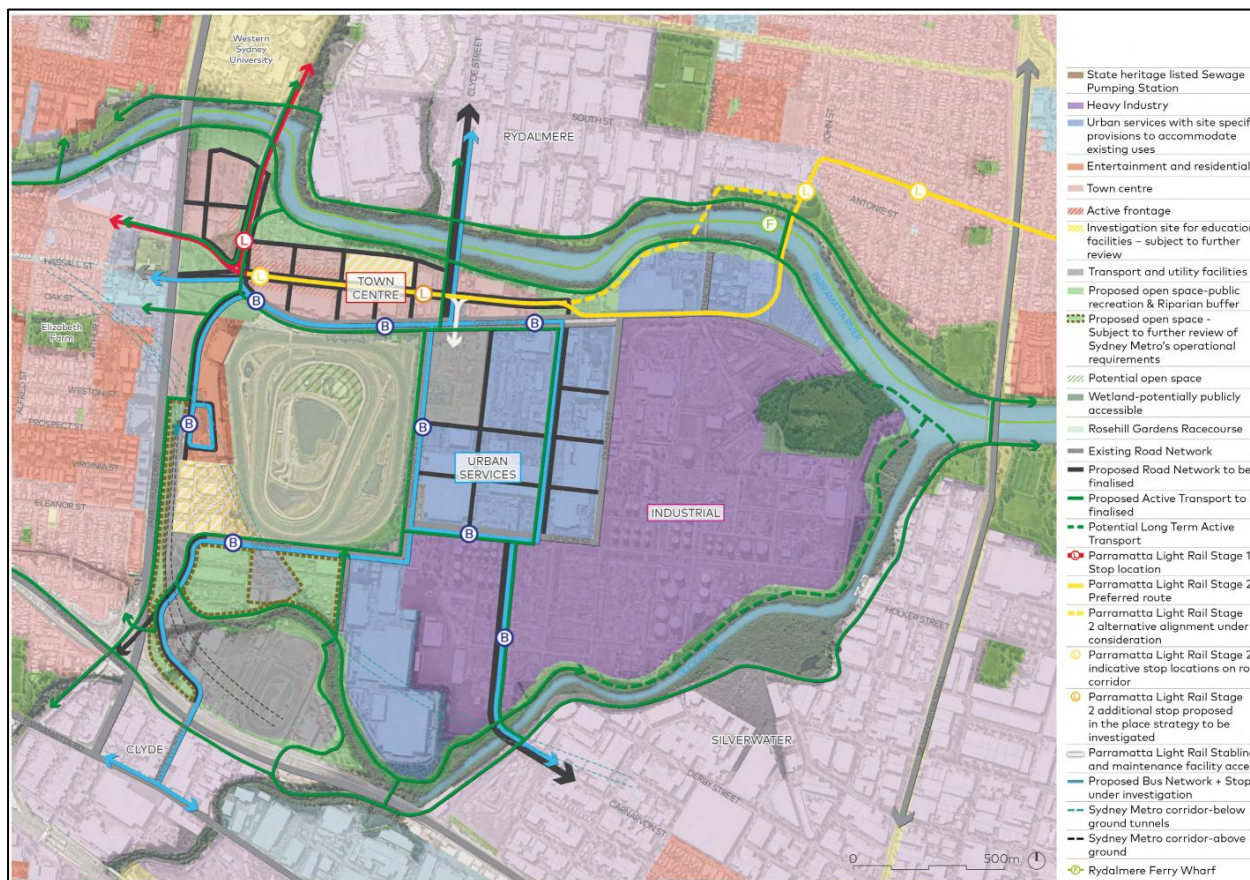 Western
Sydney
University
CLYDE STREET
SOUTH ST
RYDALMERE
JOHN ST
ANTONIE ST
L
L
F
L
HASSALL ST
OAK ST
Elizabeth
Farm
ALFRED ST
WESTON ST
PROSPECT ST
VIRGINIA ST
ELEANOR ST
TOWN
CENTRE
L
L
B
B
B
B
B
B
B
B
PARRAMATTA RIVER
URBAN
SERVICES
INDUSTRIAL
HOLKER STREET
SILVERWATER
DERBY STREET
CARNARVON ST
CLYDE
0
500m
State heritage listed Sewage
Pumping Station
Heavy Industry
Urban services with site specif
provisions to accommodate
existing uses
Entertainment and residential
Town centre
Active frontage
Investigation site for education
facilities – subject to further
review
Transport and utility facilities
Proposed open space-public
recreation & Riparian buffer
Proposed open space -
Subject to further review of
Sydney Metro's operational
requirements
Potential open space
Wetland-potentially publicly
accessible
Rosehill Gardens Racecourse
Existing Road Network
Proposed Road Network to be
finalised
Proposed Active Transport to
finalised
Potential Long Term Active
Transport
L Parramatta Light Rail Stage 1
Stop location
Parramatta Light Rail Stage 2
Preferred route
Parramatta Light Rail Stage
2 alternative alignment under
consideration
L Parramatta Light Rail Stage 2
indicative stop locations on ro
corridor
L Parramatta Light Rail Stage
2 additional stop proposed
in the place strategy to be
investigated
Parramatta Light Rail Stabling
and maintenance facility acce
Proposed Bus Network + Stop
under investigation
Sydney Metro corridor-below
ground tunnels
Sydney Metro corridor-above
ground
F Rydalmere Ferry Wharf